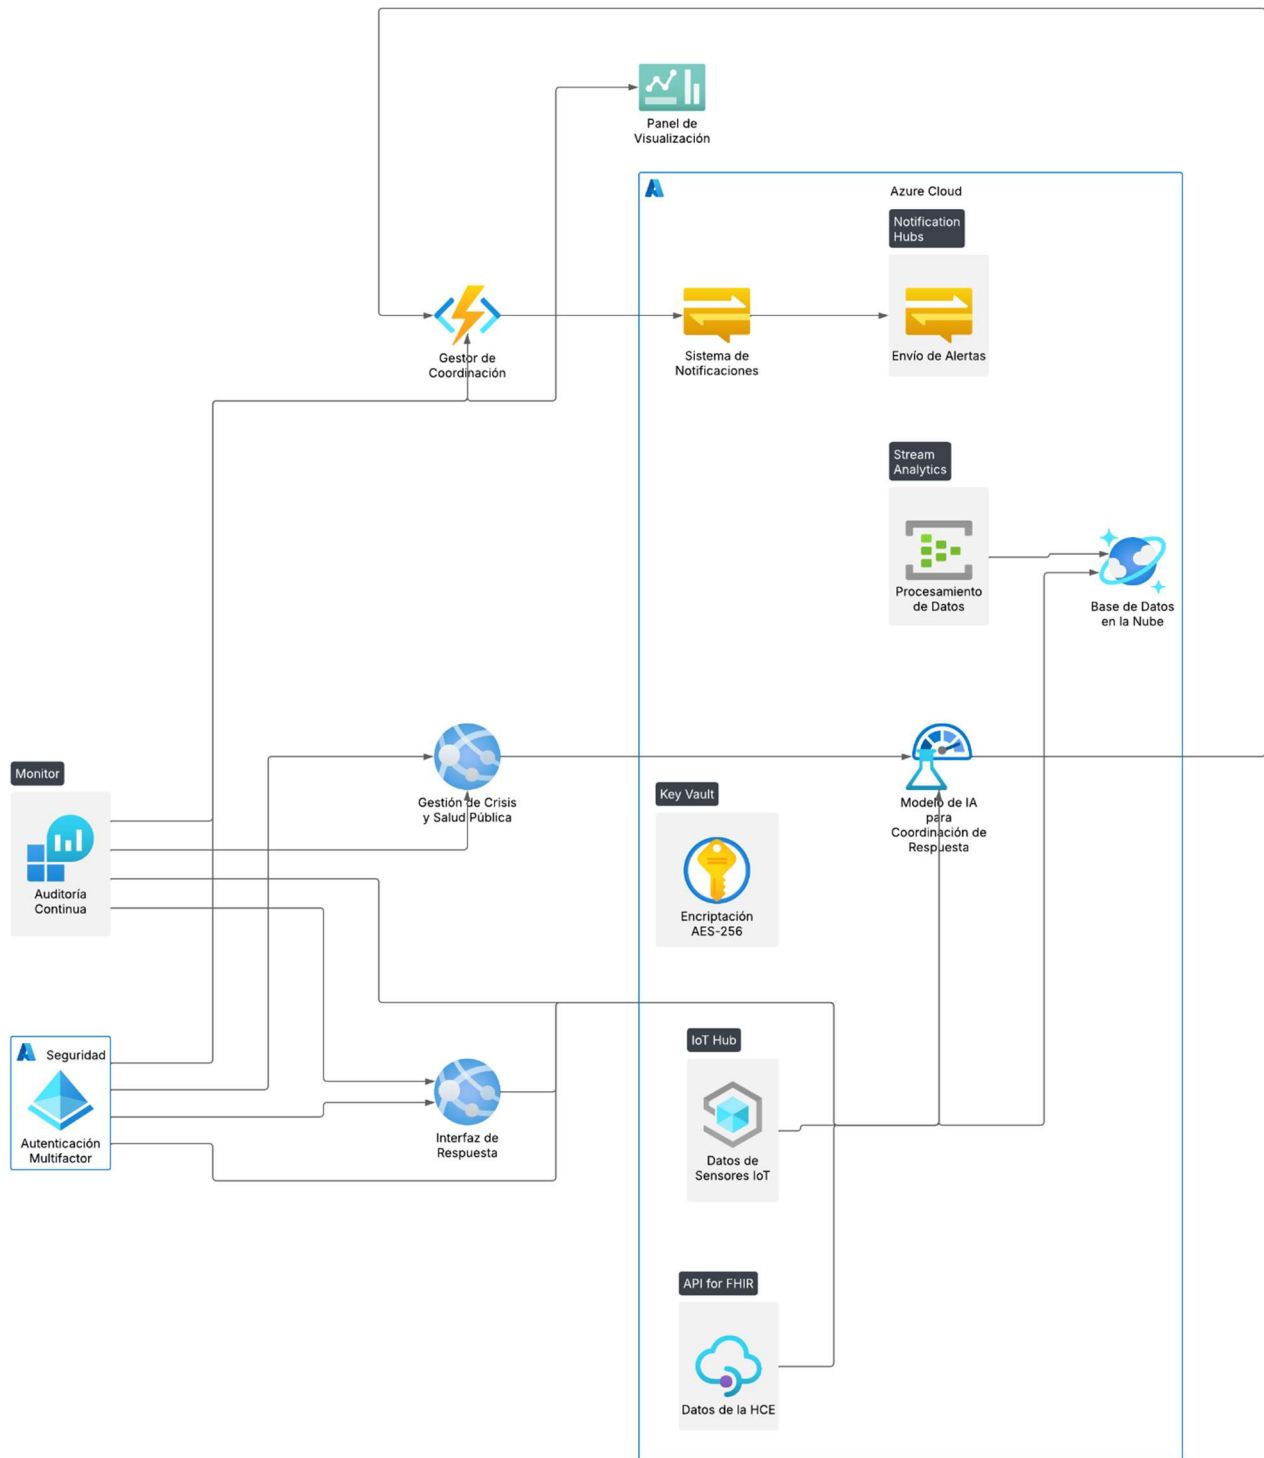 Panel de
Visualización
Azure Cloud
Notification
Hubs
Gestor de
Coordinación
Sistema de
Notificaciones
Envío de Alertas
Stream
Analytics
Procesamiento
de Datos
Base de Datos
en la Nube
Monitor
Auditoría
Continua
Gestión de Crisis
y Salud Pública
Modelo de IA
para
Coordinación de
Respuesta
Key Vault
Encriptación
AES-256
Seguridad
Autenticación
Multifactor
Interfaz de
Respuesta
IoT Hub
Datos de
Sensores IoT
API for FHIR
Datos de la HCE